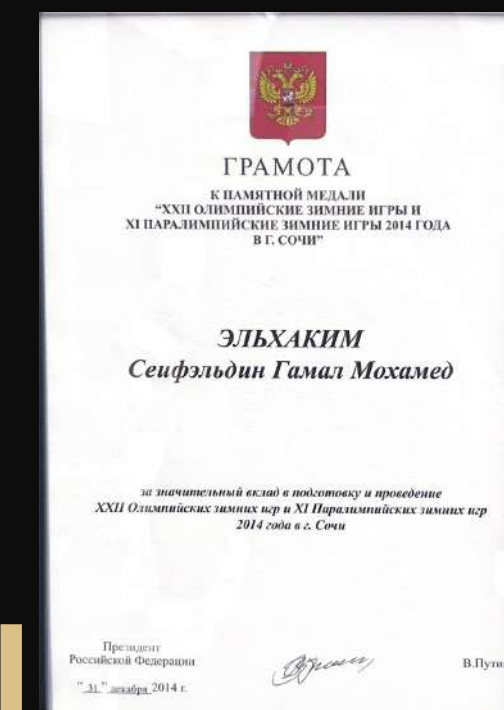 ГРАМОТА
К ПАМЯТНОЙ МЕДАЛИ
“XXII ОЛИМПИЙСКИЕ ЗИМНИЕ ИГРЫ И
XI ПАРАЛИМПИЙСКИЕ ЗИМНИЕ ИГРЫ 2014 ГОДА
В Г. СОЧИ”
ЭЛЬХАКИМ
Сеифэльдин Гамал Мохамед
за значительный вклад в подготовку и проведение
XXII Олимпийских зимних игр и XI Паралимпийских зимних игр
2014 года в г. Сочи
Президент
Российской Федерации
В.Пути
“ 31 ” декабря 2014 г.